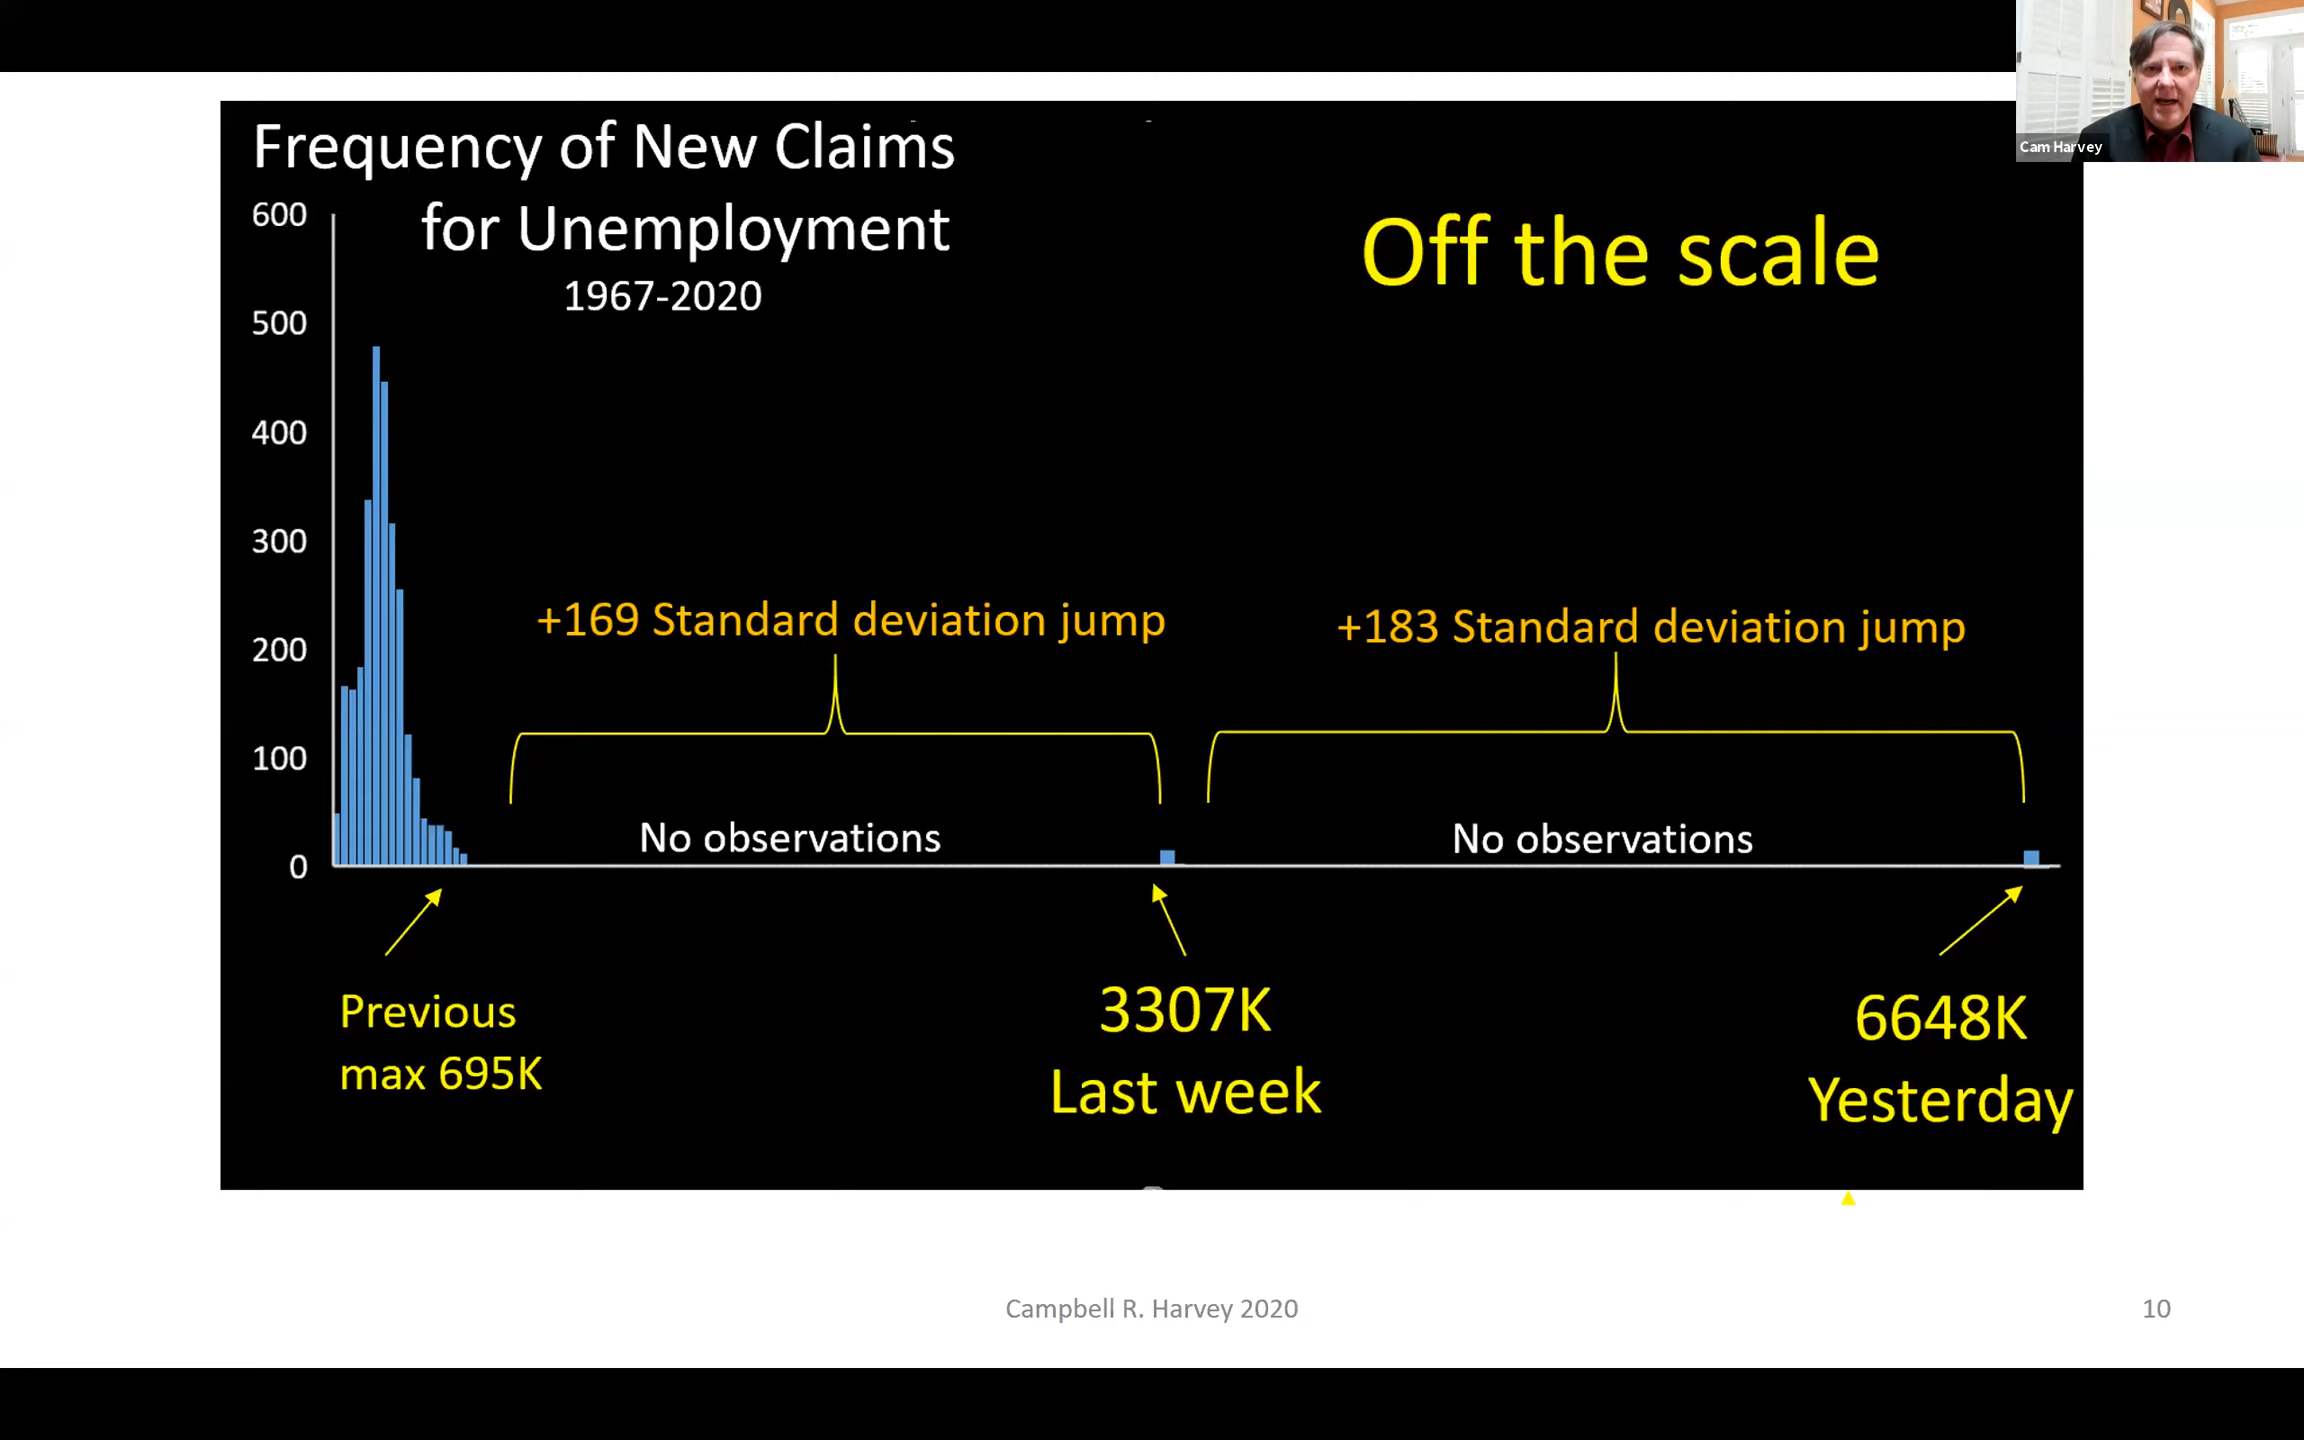 Cam Harvey
Frequency of New Claims
for Unemployment
1967-2020
Off the scale
600
500
400
300
200
100
0
+169 Standard deviation jump
+183 Standard deviation jump
No observations
No observations
Previous
max 695K
3307K
Last week
6648K
Yesterday
Campbell R. Harvey 2020
10